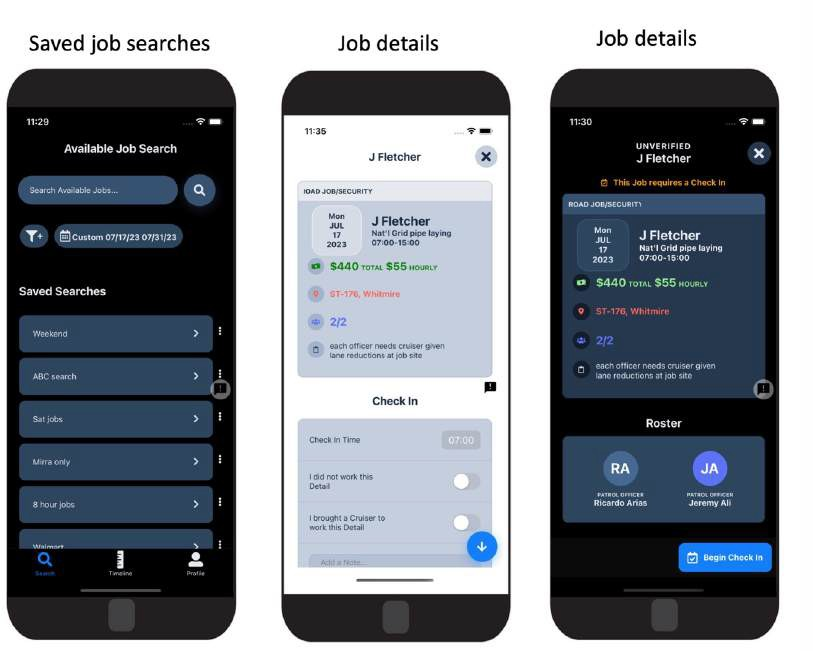 Saved job searches
Job details
Job details
11:29
Available Job Search
Search Available Jobs...
Custom 07/17/23 07/31/23
Saved Searches
Weekend
ABC search
Sat jobs
Mirra only
8 hour jobs
Walmart
Search
Timeline
Profile
11:35
J Fletcher
ROAD JOB/SECURITY
Mon
JUL
17
2023
J Fletcher
Nat'l Grid pipe laying
07:00-15:00
$440 TOTAL $55 HOURLY
ST-176, Whitmire
2/2
each officer needs cruiser given
lane reductions at job site
Check In
Check In Time
07:00
I did not work this
Detail
I brought a Cruiser to
work this Detail
Add a Note...
11:30
UNVERIFIED
J Fletcher
This Job requires a Check In
ROAD JOB/SECURITY
Mon
JUL
17
2023
J Fletcher
Nat'l Grid pipe laying
07:00-15:00
$440 TOTAL $55 HOURLY
ST-176, Whitmire
2/2
each officer needs cruiser given
lane reductions at job site
Roster
RA
JA
PATROL OFFICER
Ricardo Arias
PATROL OFFICER
Jeremy Ali
Begin Check In